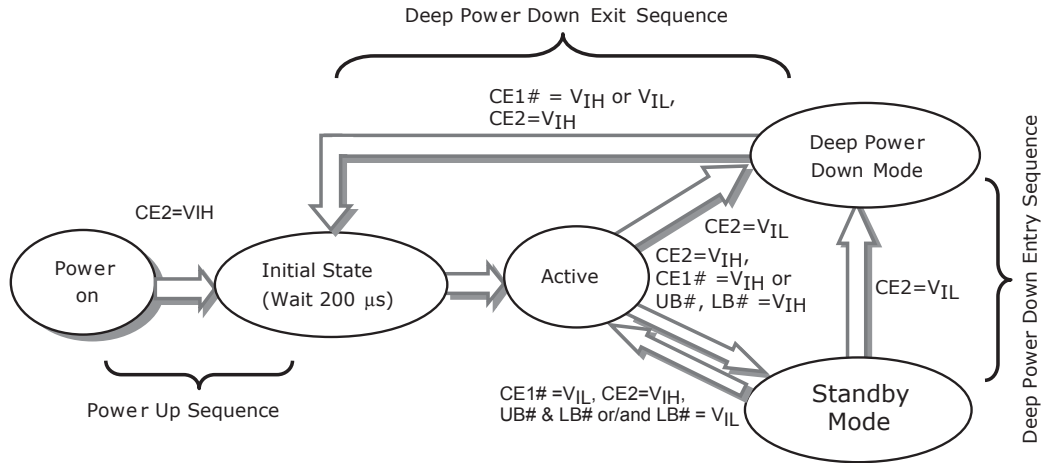 Deep Power Down Exit Sequence
CE1# = VIH or VIL,
CE2=VIH
Deep Power
Down Mode
CE2=VIH
Power
on
Initial State
(Wait 200 μs)
Active
CE2=VIL
CE2=VIH,
CE1# =VIH or
UB#, LB# =VIH
CE2=VIL
Deep Power Down Entry Sequence
Power Up Sequence
CE1# =VIL, CE2=VIH,
UB# & LB# or/and LB# = VIL
Standby
Mode